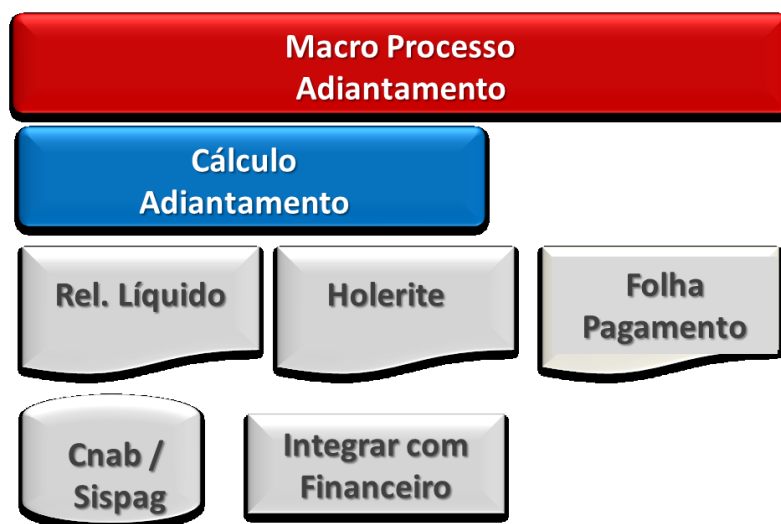 Macro Processo
Adiantamento
Cálculo
Adiantamento
Rel. Líquido
Holerite
Folha
Pagamento
Cnab /
Sispag
Integrar com
Financeiro